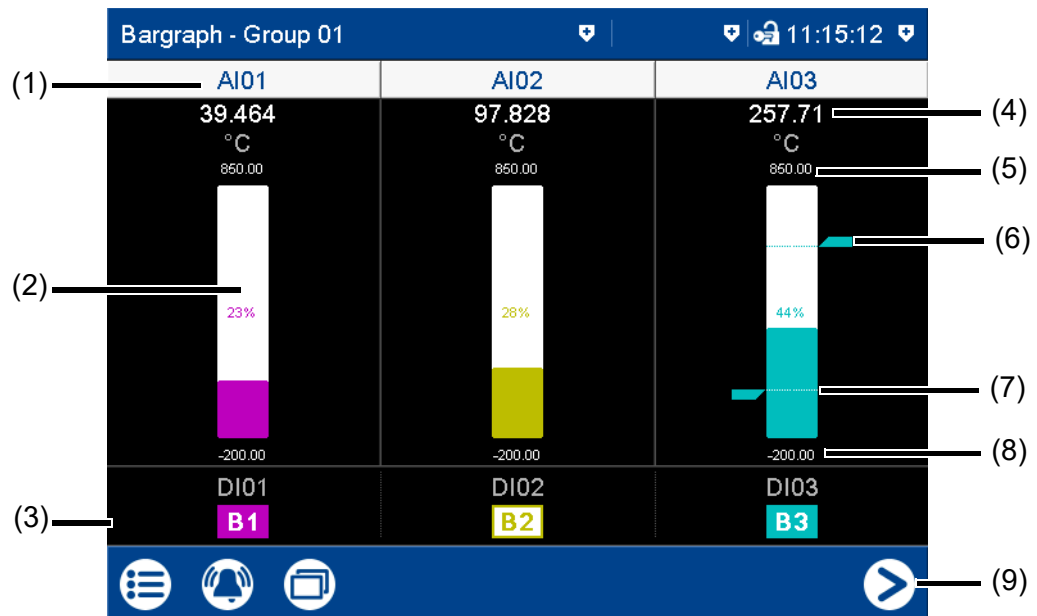 Bargraph - Group 01 11:15:12
(1) AI01 AI02 AI03
39.464 97.828 257.71 (4)
°C °C °C
850.00 850.00 850.00 (5)
(6)
(2)
23% 28% 44%
(7)
-200.00 -200.00 -200.00 (8)
DI01 DI02 DI03
(3) B1 B2 B3
(9)